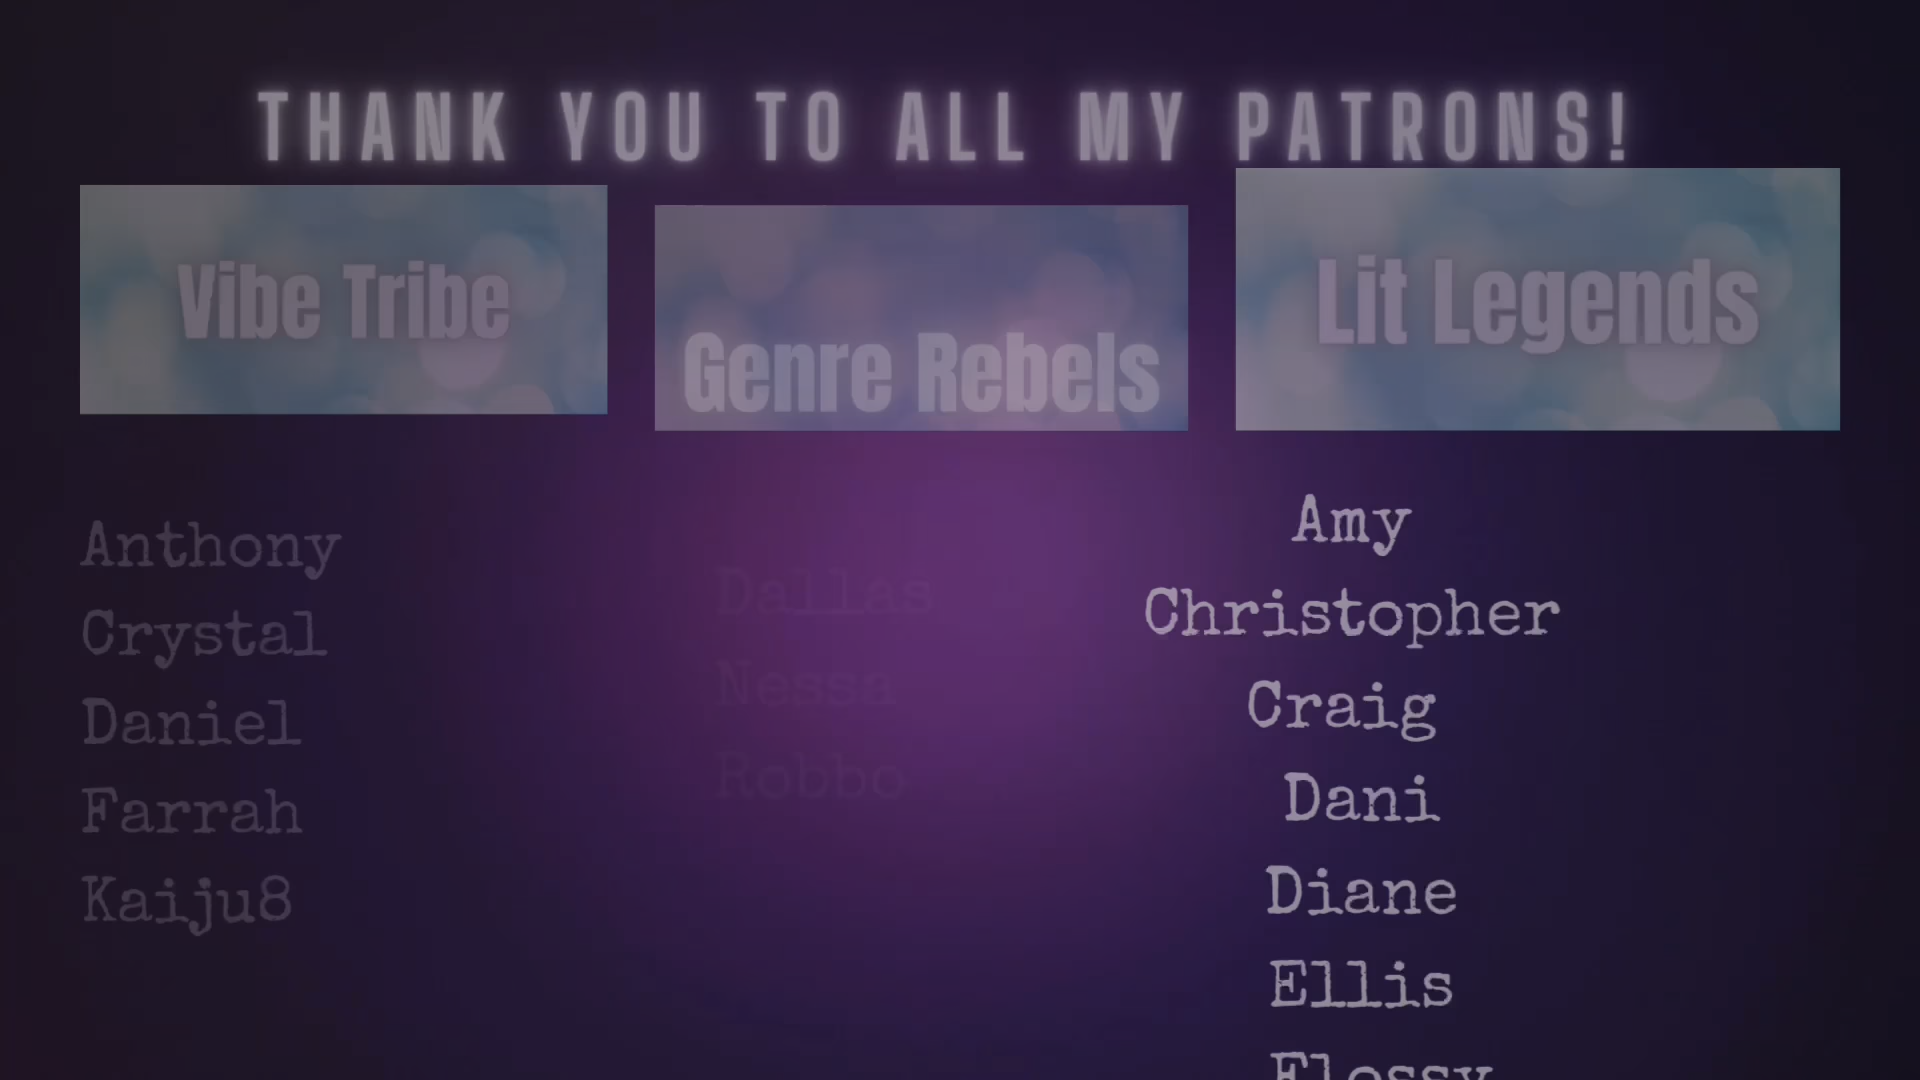 THANK YOU TO ALL MY PATRONS!
Vibe Tribe
Genre Rebels
Lit Legends
Anthony
Crystal
Daniel
Farrah
Kaiju8
Dallas
Nessa
Robbo
Amy
Christopher
Craig
Dani
Diane
Ellis
Flossy